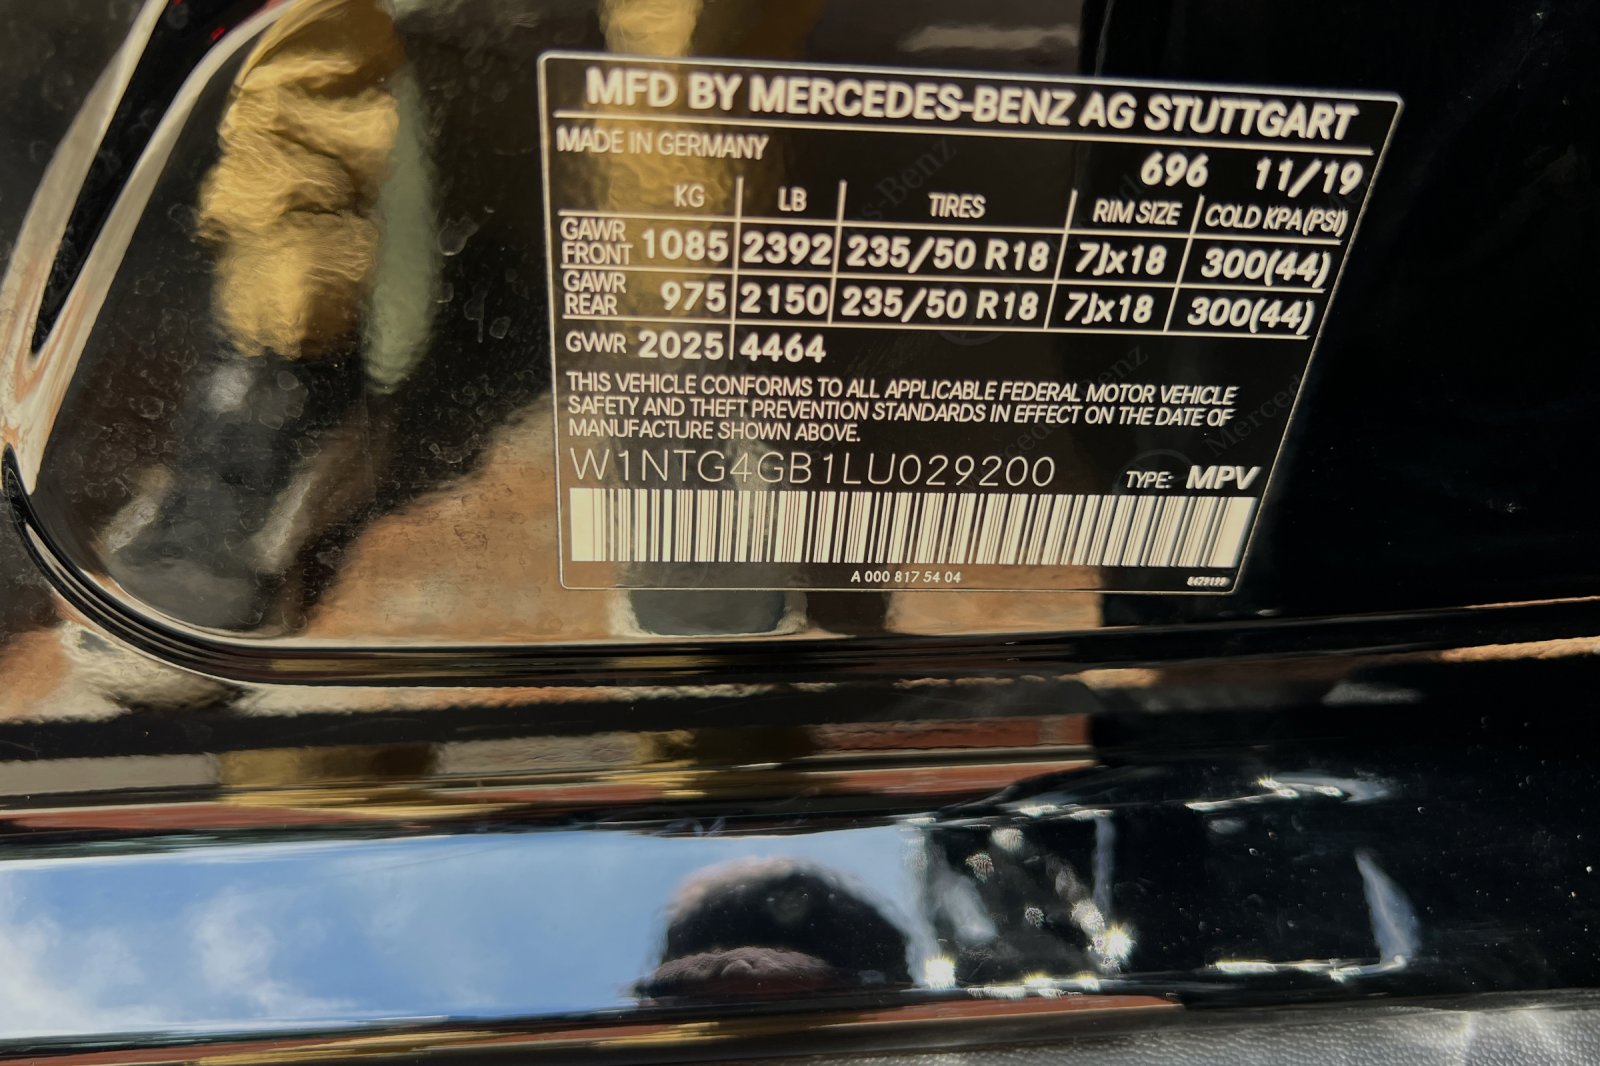 MFD BY MERCEDES-BENZ AG STUTTGART
MADE IN GERMANY
696 11/19
KG LB TIRES RIM SIZE COLD KPA(PSI)
GAWR FRONT 1085 2392 235/50 R18 7Jx18 300(44)
GAWR REAR 975 2150 235/50 R18 7Jx18 300(44)
GVWR 2025 4464
THIS VEHICLE CONFORMS TO ALL APPLICABLE FEDERAL MOTOR VEHICLE
SAFETY AND THEFT PREVENTION STANDARDS IN EFFECT ON THE DATE OF
MANUFACTURE SHOWN ABOVE.
W1NTG4GB1LU029200 TYPE: MPV
A 000 817 54 04